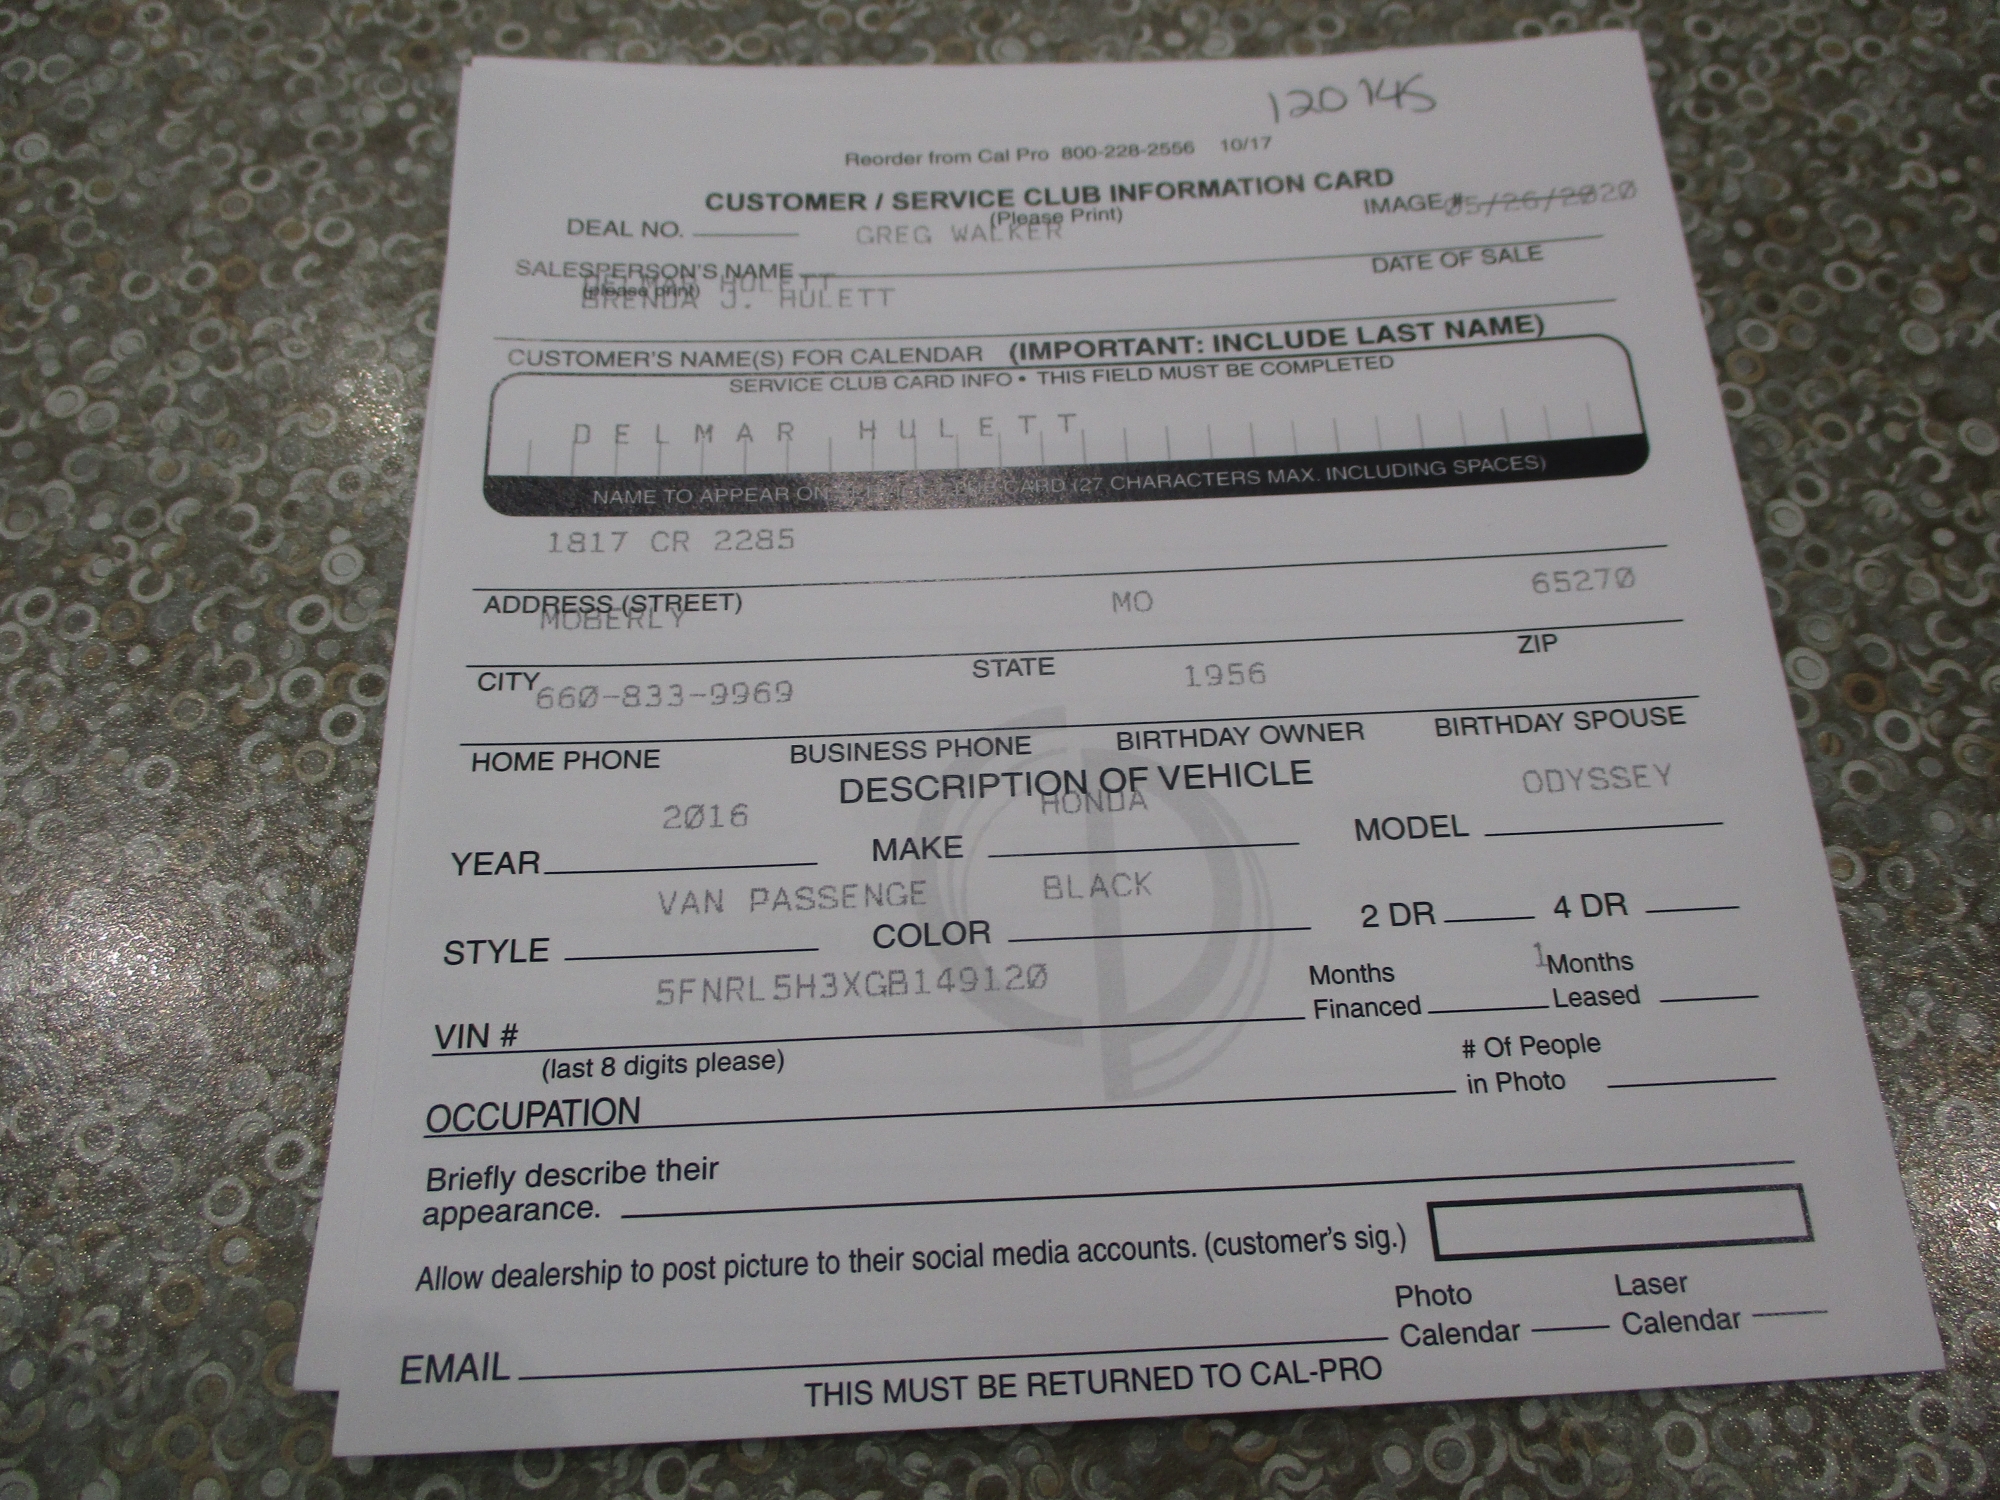 120745
Reorder from Cal Pro 800-228-2556 10/17
CUSTOMER / SERVICE CLUB INFORMATION CARD
(Please Print)
DEAL NO. GREG WALKER IMAGE# 05/26/2020
SALESPERSON'S NAME DATE OF SALE
(please print)
DELMAR HULETT
BRENDA J. HULETT
CUSTOMER'S NAME(S) FOR CALENDAR (IMPORTANT: INCLUDE LAST NAME)
SERVICE CLUB CARD INFO • THIS FIELD MUST BE COMPLETED
DELMAR HULETT
NAME TO APPEAR ON SERVICE CLUB CARD (27 CHARACTERS MAX. INCLUDING SPACES)
1817 CR 2285
ADDRESS (STREET)
MOBERLY MO 65270
CITY STATE ZIP
660-833-9969 1956
HOME PHONE BUSINESS PHONE BIRTHDAY OWNER BIRTHDAY SPOUSE
DESCRIPTION OF VEHICLE
2016 HONDA ODYSSEY
YEAR MAKE MODEL
VAN PASSENGE BLACK
STYLE COLOR 2 DR 4 DR
5FNRL5H3XGB149120 1
VIN # Months Financed Months Leased
(last 8 digits please)
OCCUPATION # Of People in Photo
Briefly describe their
appearance.
Allow dealership to post picture to their social media accounts. (customer's sig.)
EMAIL Photo Calendar Laser Calendar
THIS MUST BE RETURNED TO CAL-PRO